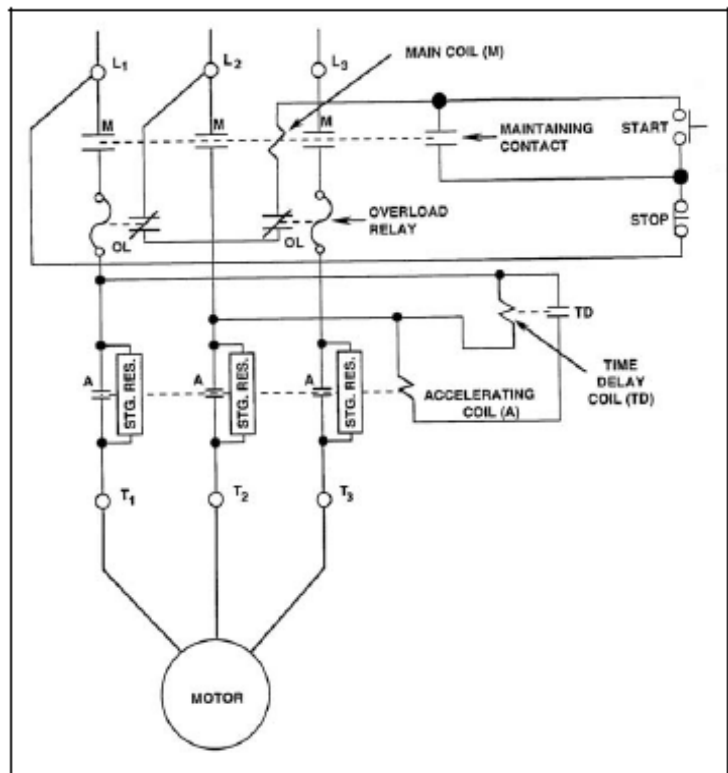 L1
L2
L3
MAIN COIL (M)
M
M
M
MAINTAINING
CONTACT
START
OVERLOAD
RELAY
STOP
OL
OL
TD
TIME
DELAY
COIL (TD)
A
STG. RES.
A
STG. RES.
A
STG. RES.
ACCELERATING
COIL (A)
T1
T2
T3
MOTOR